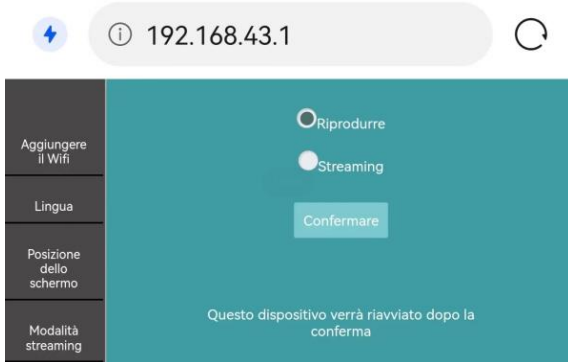 192.168.43.1
Aggiungere
il Wifi
Lingua
Posizione
dello
schermo
Modalità
streaming
Riprodurre
Streaming
Confermare
Questo dispositivo verrà riavviato dopo la
conferma